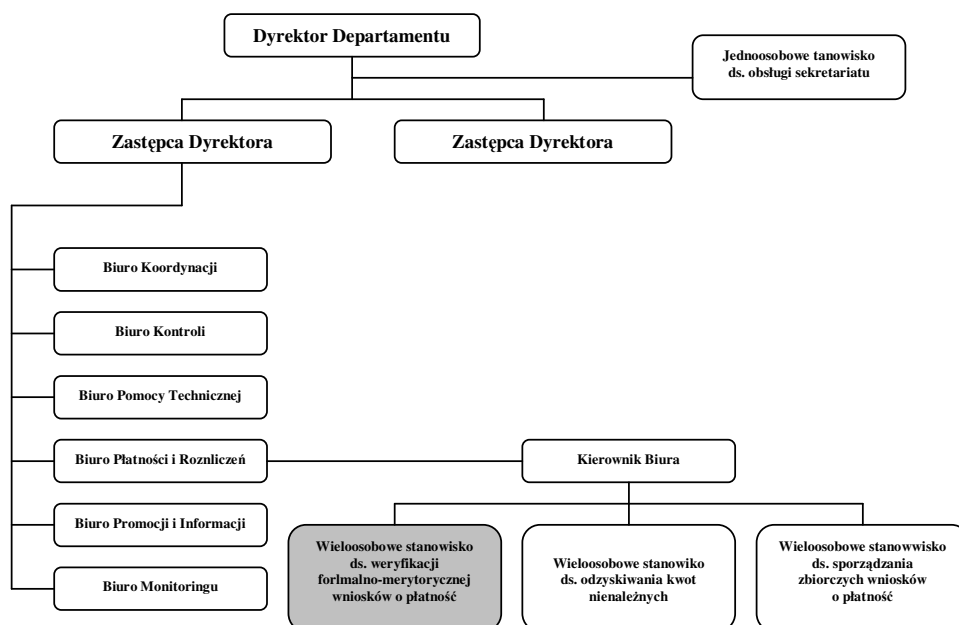 Dyrektor Departamentu
Jednoosobowe tanowisko
ds. obsługi sekretariatu
Zastępca Dyrektora
Zastępca Dyrektora
Biuro Koordynacji
Biuro Kontroli
Biuro Pomocy Technicznej
Biuro Płatności i Roznliczeń
Kierownik Biura
Biuro Promocji i Informacji
Biuro Monitoringu
Wieloosobowe stanowisko
ds. weryfikacji
forlmalno-merytorycznej
wniosków o płatność
Wieloosobowe stanowiko
ds. odzyskiwania kwot
nienależnych
Wieloosobowe stanowwisko
ds. sporządzania
zbiorczych wniosków
o płatność